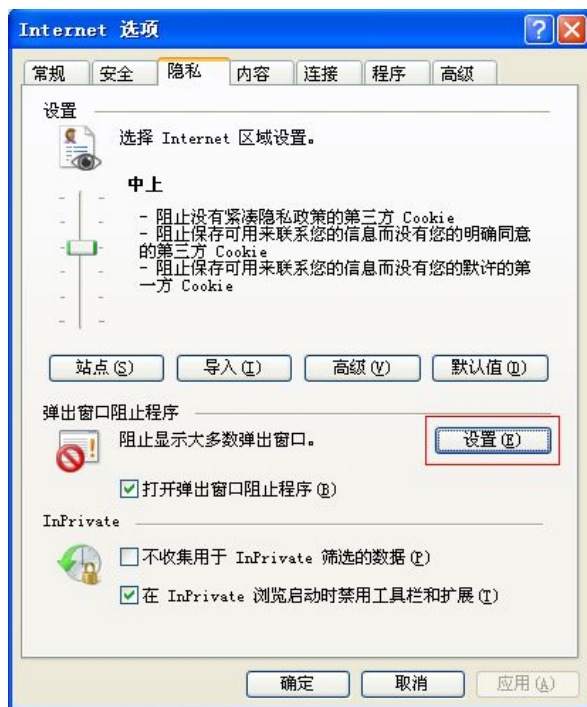 Internet 选项
常规 安全 隐私 内容 连接 程序 高级
设置
选择 Internet 区域设置。
中上
- 阻止没有紧凑隐私政策的第三方 Cookie
- 阻止保存可用来联系您的信息而没有您的明确同意
的第三方 Cookie
- 阻止保存可用来联系您的信息而没有您的默许的第
一方 Cookie
站点(S) 导入(I) 高级(V) 默认值(D)
弹出窗口阻止程序
阻止显示大多数弹出窗口。 设置(E)
打开弹出窗口阻止程序(B)
InPrivate
不收集用于 InPrivate 筛选的数据(P)
在 InPrivate 浏览启动时禁用工具栏和扩展(T)
确定 取消 应用(A)